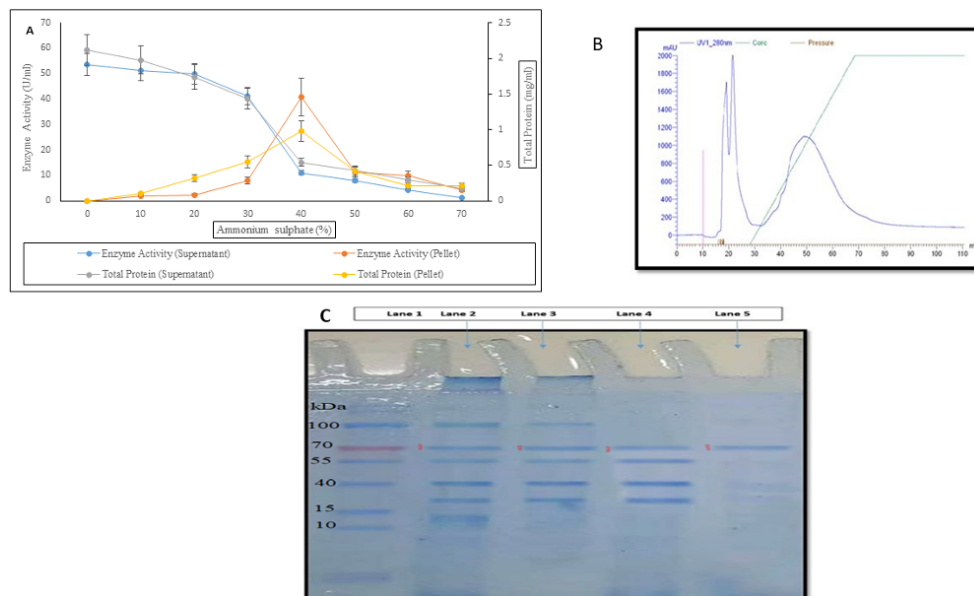 A
Enzyme Activity (U/ml)
70
60
50
40
30
20
10
0
2.5
2
1.5
1
0.5
0
Total Protein (mg/ml)
0 10 20 30 40 50 60 70
Ammonium sulphate (%)
Enzyme Activity (Supernatant) Enzyme Activity (Pellet)
Total Protein (Supernatant) Total Protein (Pellet)
B
UV1_280nm Conc Pressure
mAU
2000
1800
1600
1400
1200
1000
800
600
400
200
0
0 10 20 30 40 50 60 70 80 90 100 110
C
Lane 1 Lane 2 Lane 3 Lane 4 Lane 5
kDa
100
70
55
40
15
10